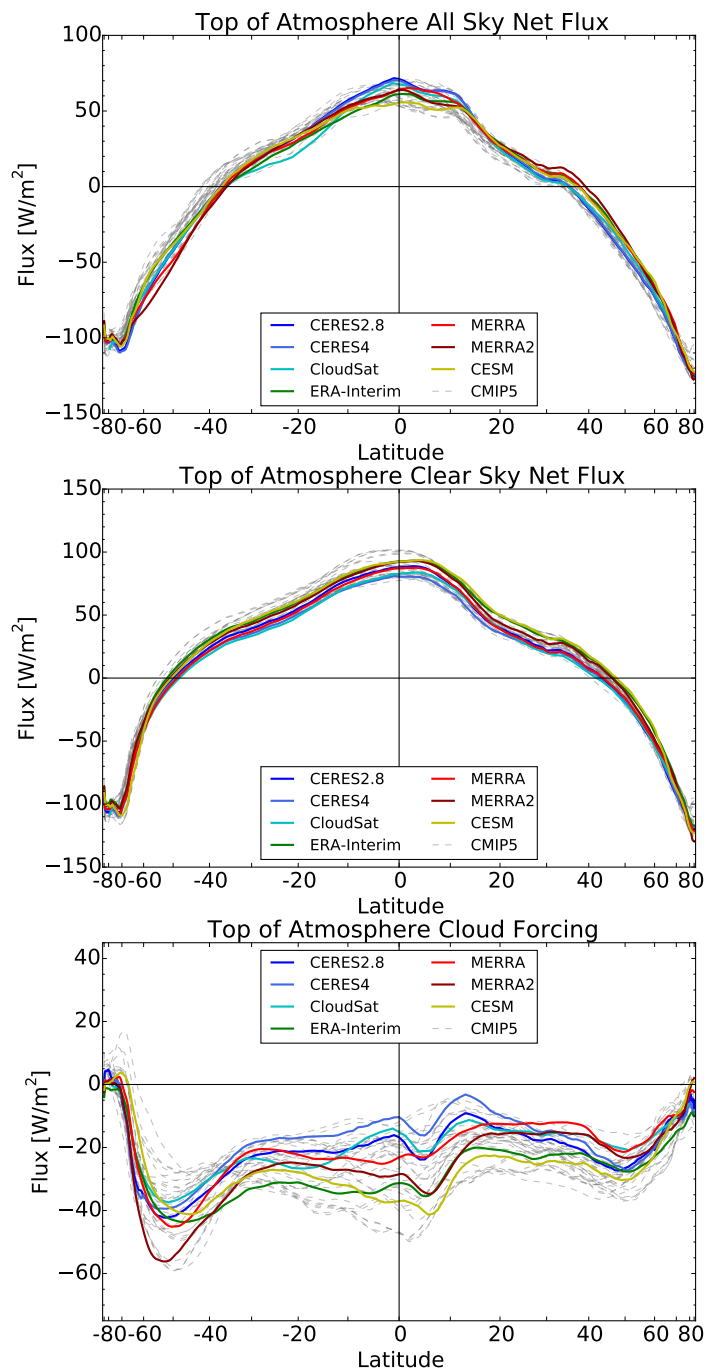 Top of Atmosphere All Sky Net Flux
100
50
0
−50
−100
−150
Flux [W/m²]
CERES2.8
CERES4
CloudSat
ERA-Interim
MERRA
MERRA2
CESM
CMIP5
-80 -60 -40 -20 0 20 40 60 80
Latitude
Top of Atmosphere Clear Sky Net Flux
150
100
50
0
−50
−100
−150
Flux [W/m²]
CERES2.8
CERES4
CloudSat
ERA-Interim
MERRA
MERRA2
CESM
CMIP5
-80 -60 -40 -20 0 20 40 60 80
Latitude
Top of Atmosphere Cloud Forcing
40
20
0
−20
−40
−60
Flux [W/m²]
CERES2.8
CERES4
CloudSat
ERA-Interim
MERRA
MERRA2
CESM
CMIP5
-80 -60 -40 -20 0 20 40 60 80
Latitude